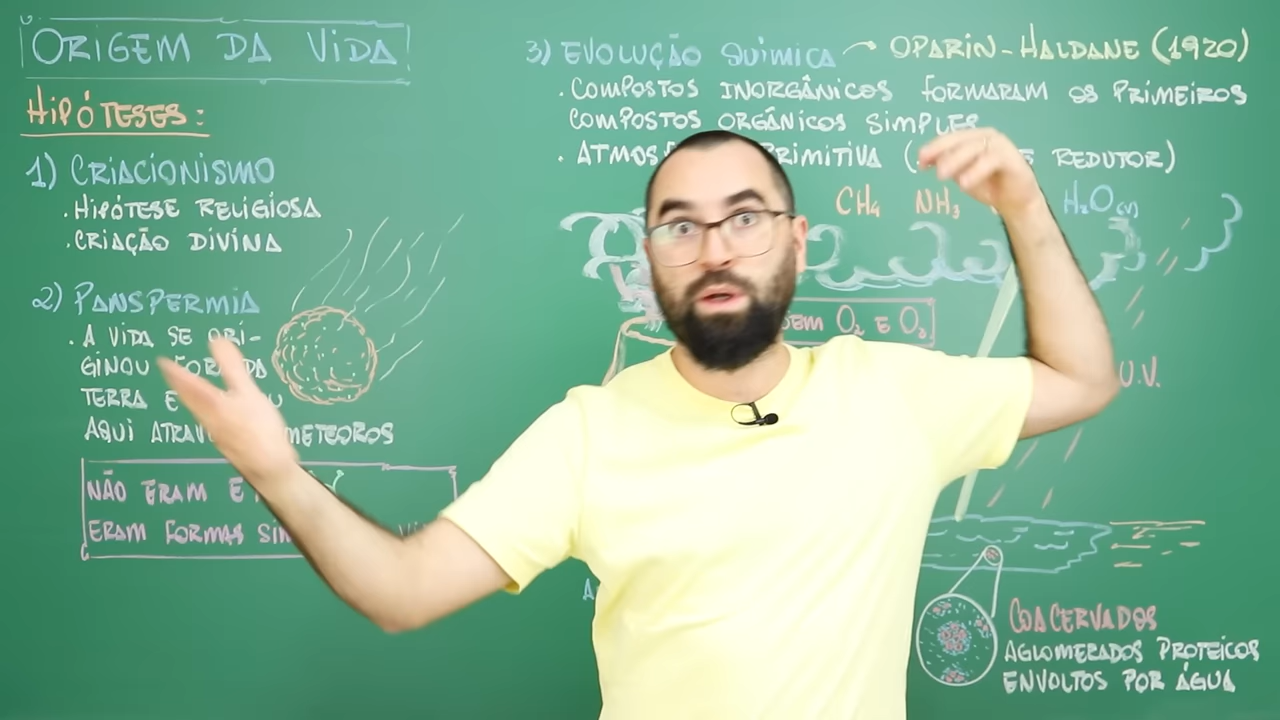 ORIGEM DA VIDA
HIPÓTESES:
1) CRIACIONISMO
. HIPÓTESE RELIGIOSA
. CRIAÇÃO DIVINA
2) PANSPERMIA
. A VIDA SE ORI-
GINOU
TERRA E
AQUI METEOROS
NÃO ERAM
ERAM FORMAS
3) EVOLUÇÃO QUÍMICA OPARIN-HALDANE (1920)
. COMPOSTOS INORGÂNICOS FORMARAM OS PRIMEIROS
COMPOSTOS ORGÂNICOS SIMPLES
. PRIMITIVA ( REDUTOR)
CH₄ NH₃ H₂O(v)
O₂ E O₃
U.V.
COACERVADOS
AGLOMERADOS PROTEICOS
ENVOLTOS POR ÁGUA